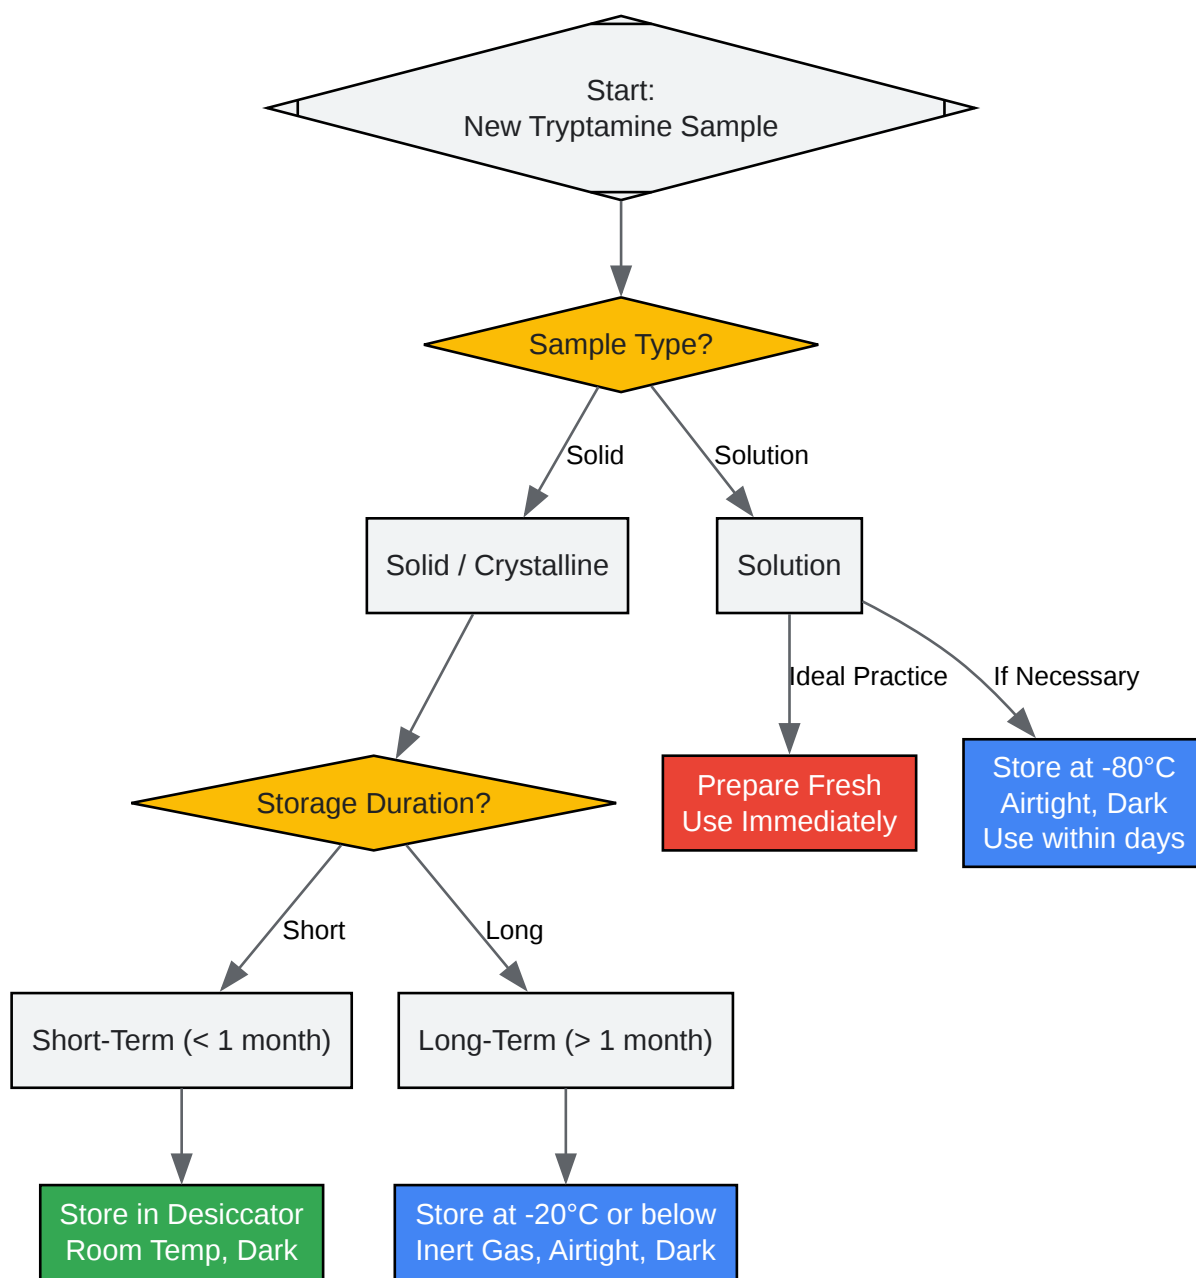 Start:
New Tryptamine Sample
Sample Type?
Solid
Solution
Solid / Crystalline
Solution
Ideal Practice
If Necessary
Storage Duration?
Prepare Fresh
Use Immediately
Store at -80°C
Airtight, Dark
Use within days
Short
Long
Short-Term (< 1 month)
Long-Term (> 1 month)
Store in Desiccator
Room Temp, Dark
Store at -20°C or below
Inert Gas, Airtight, Dark